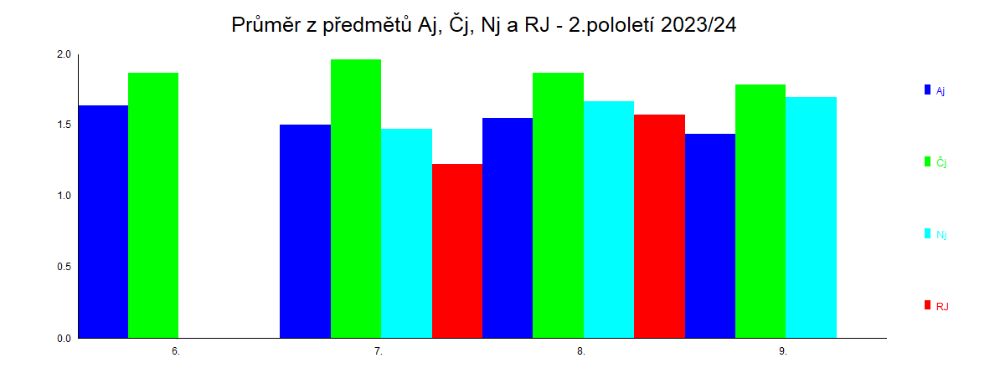 Průměr z předmětů Aj, Čj, Nj a RJ - 2.pololetí 2023/24
2.0
1.5
1.0
0.5
0.0
6.
7.
8.
9.
Aj
Čj
Nj
RJ